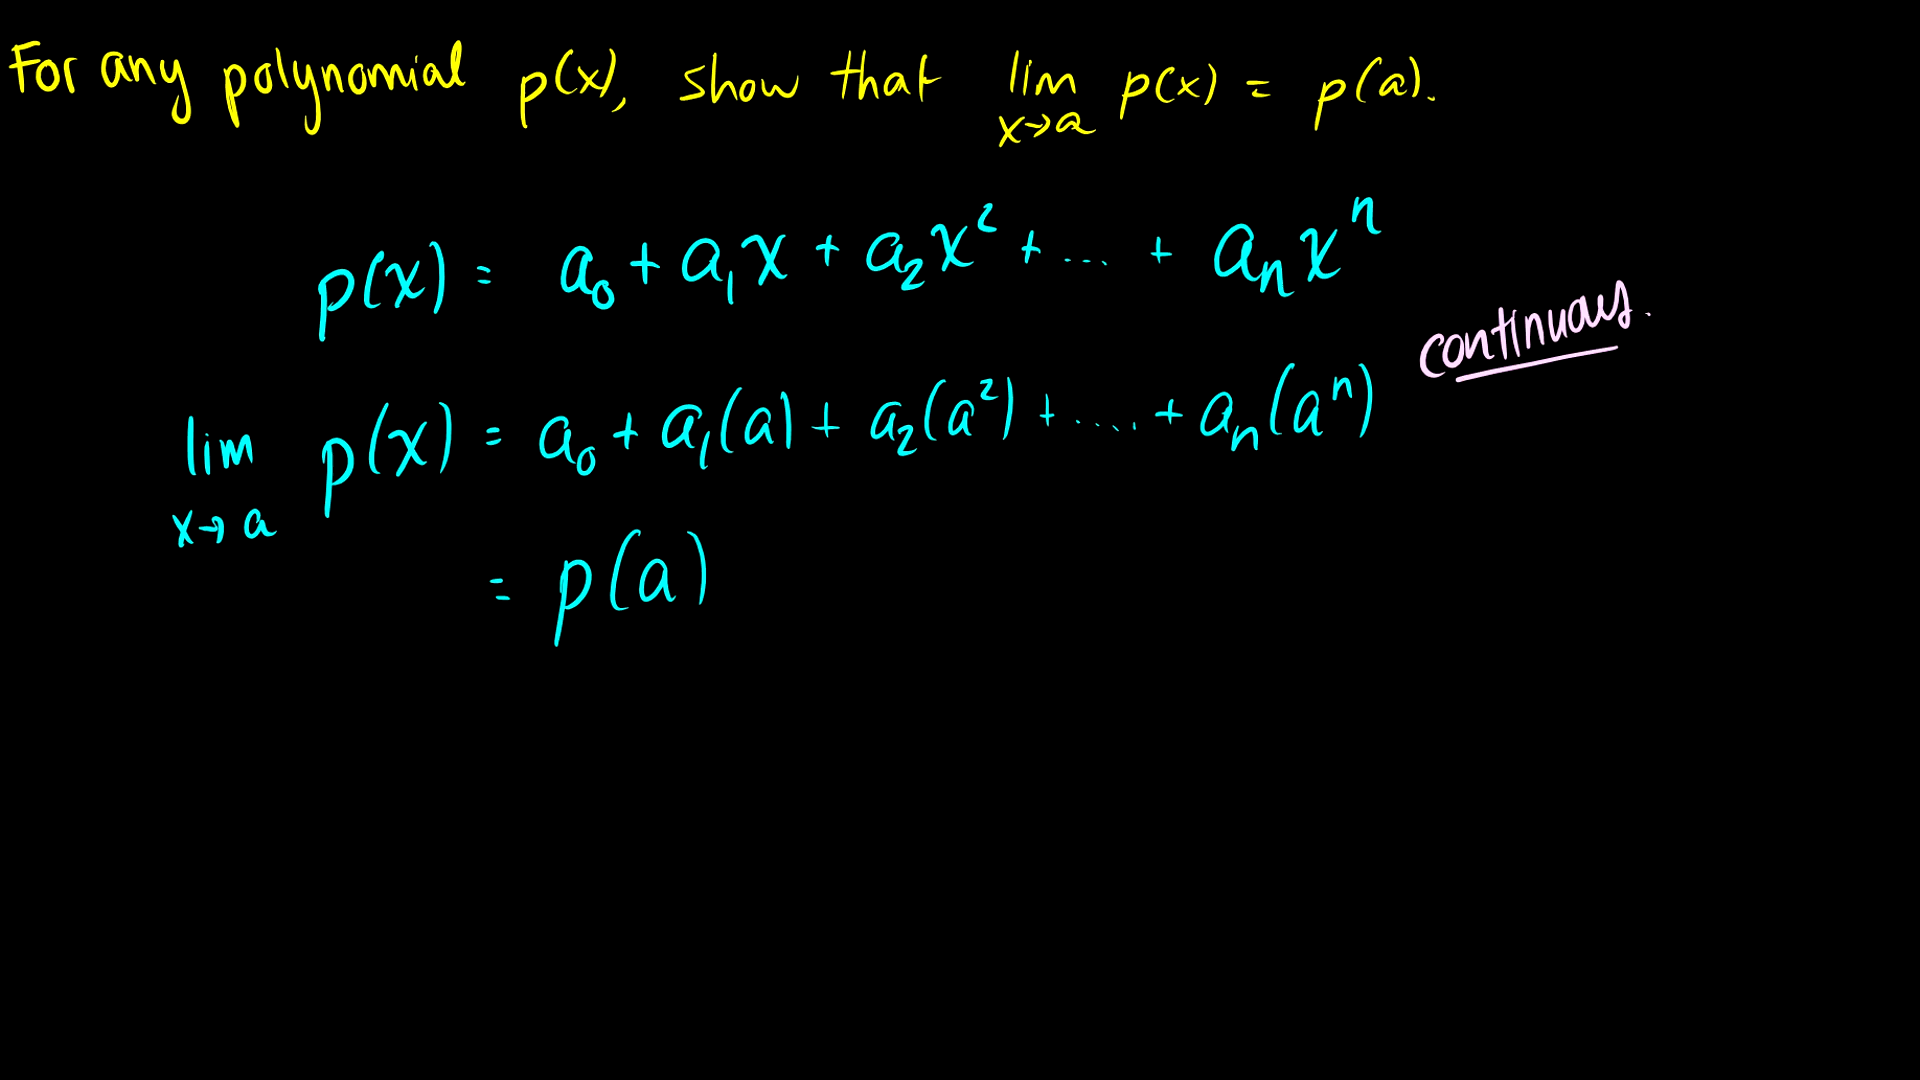 For any polynomial p(x), show that lim x→a p(x) = p(a).
p(x) = a₀ + a₁x + a₂x² + ... + aₙxⁿ
continuous.
lim x→a p(x) = a₀ + a₁(a) + a₂(a²) + .... + aₙ(aⁿ)
= p(a)